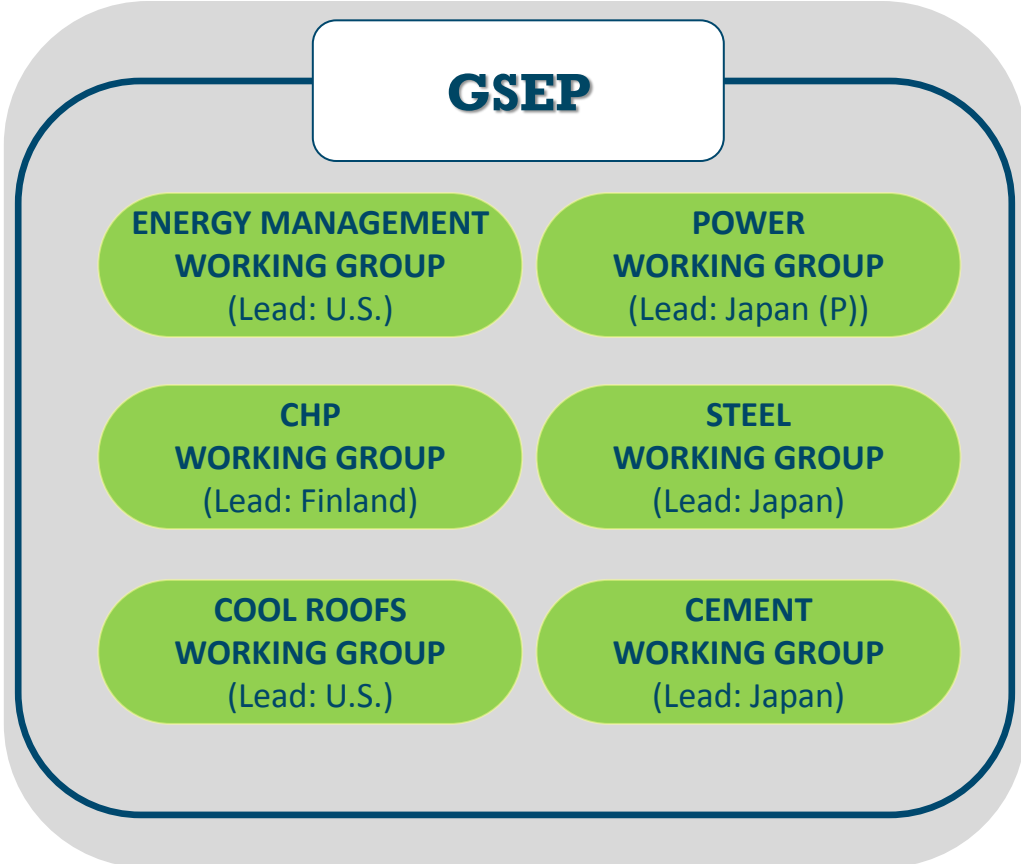 GSEP
ENERGY MANAGEMENT
WORKING GROUP
(Lead: U.S.)
POWER
WORKING GROUP
(Lead: Japan (P))
CHP
WORKING GROUP
(Lead: Finland)
STEEL
WORKING GROUP
(Lead: Japan)
COOL ROOFS
WORKING GROUP
(Lead: U.S.)
CEMENT
WORKING GROUP
(Lead: Japan)